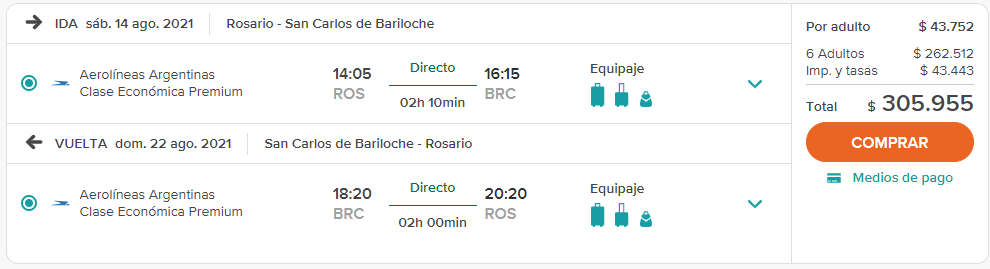 IDA sáb. 14 ago. 2021 Rosario - San Carlos de Bariloche
Aerolíneas Argentinas
Clase Económica Premium
14:05
ROS
Directo
02h 10min
16:15
BRC
Equipaje
VUELTA dom. 22 ago. 2021 San Carlos de Bariloche - Rosario
Aerolíneas Argentinas
Clase Económica Premium
18:20
BRC
Directo
02h 00min
20:20
ROS
Equipaje
Por adulto $ 43.752
6 Adultos $ 262.512
Imp. y tasas $ 43.443
Total $ 305.955
COMPRAR
Medios de pago